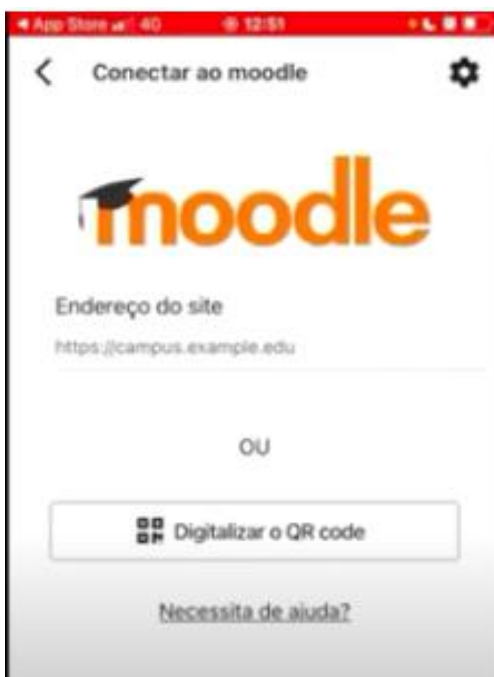 App Store 4G 12:51
Conectar ao moodle
moodle
Endereço do site
https://campus.example.edu
OU
Digitalizar o QR code
Necessita de ajuda?